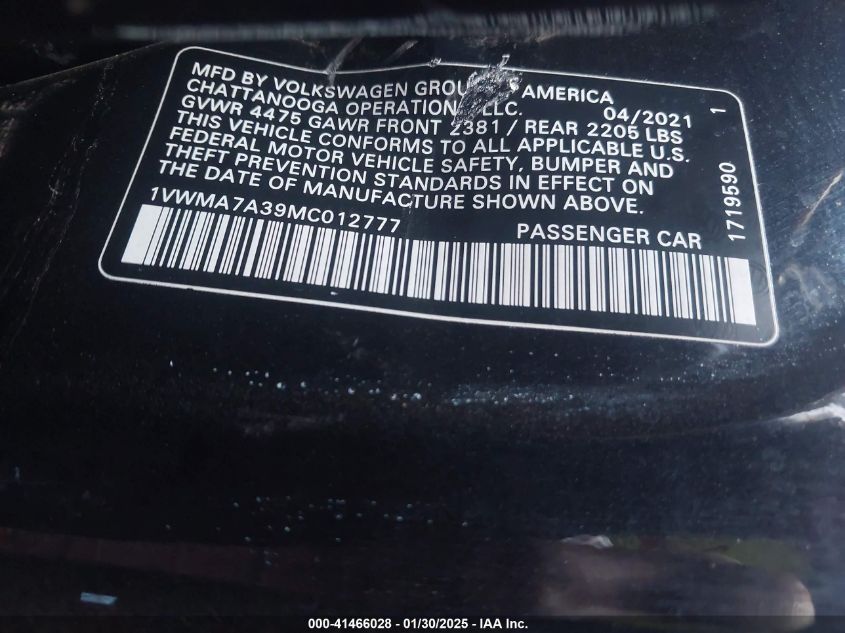 MFD BY VOLKSWAGEN GROU AMERICA
CHATTANOOGA OPERATION LLC. 04/2021
GVWR 4475 GAWR FRONT 2381 / REAR 2205 LBS
THIS VEHICLE CONFORMS TO ALL APPLICABLE U.S.
FEDERAL MOTOR VEHICLE SAFETY, BUMPER AND
THEFT PREVENTION STANDARDS IN EFFECT ON
THE DATE OF MANUFACTURE SHOWN ABOVE.
1VWMA7A39MC012777 PASSENGER CAR
1719590 1
000-41466028 - 01/30/2025 - IAA Inc.